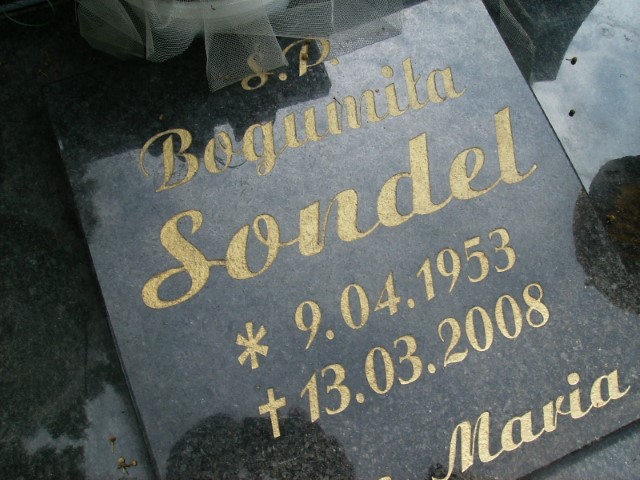 Ś.P.
Bogumiła
Sondel
* 9.04.1953
† 13.03.2008
Maria